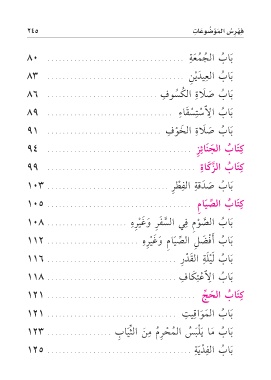 فهرس الموضوعات ٢٤٥
بَابُ الْجُمُعَةِ ................................ ٨٠
بَابُ الْعِيدَيْنِ ................................ ٨٣
بَابُ صَلَاةِ الْكُسُوفِ ................................ ٨٦
بَابُ الِاسْتِسْقَاءِ ................................ ٨٩
بَابُ صَلَاةِ الْخَوْفِ ................................ ٩١
كِتَابُ الْجَنَائِزِ ................................ ٩٤
كِتَابُ الزَّكَاةِ ................................ ٩٩
بَابُ صَدَقَةِ الْفِطْرِ ................................ ١٠٣
كِتَابُ الصِّيَامِ ................................ ١٠٥
بَابُ الصَّوْمِ فِي السَّفَرِ وَغَيْرِهِ ................................ ١٠٨
بَابُ أَفْضَلِ الصِّيَامِ وَغَيْرِهِ ................................ ١١٢
بَابُ لَيْلَةِ الْقَدْرِ ................................ ١١٦
بَابُ الِاعْتِكَافِ ................................ ١١٨
كِتَابُ الْحَجِّ ................................ ١٢١
بَابُ الْمَوَاقِيتِ ................................ ١٢١
بَابُ مَا يَلْبَسُ الْمُحْرِمُ مِنَ الثِّيَابِ ................................ ١٢٣
بَابُ الْفِدْيَةِ ................................ ١٢٥